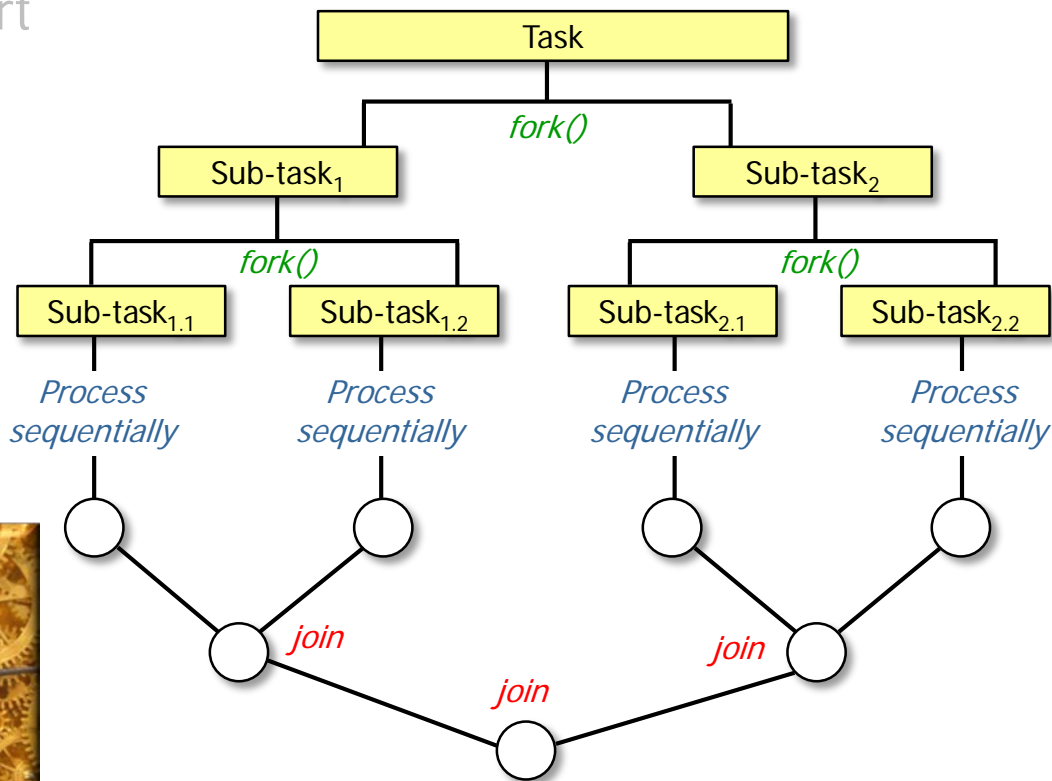 rt
Task
fork()
Sub-task₁
Sub-task₂
fork()
fork()
Sub-task₁.₁
Sub-task₁.₂
Sub-task₂.₁
Sub-task₂.₂
Process
sequentially
Process
sequentially
Process
sequentially
Process
sequentially
join
join
join